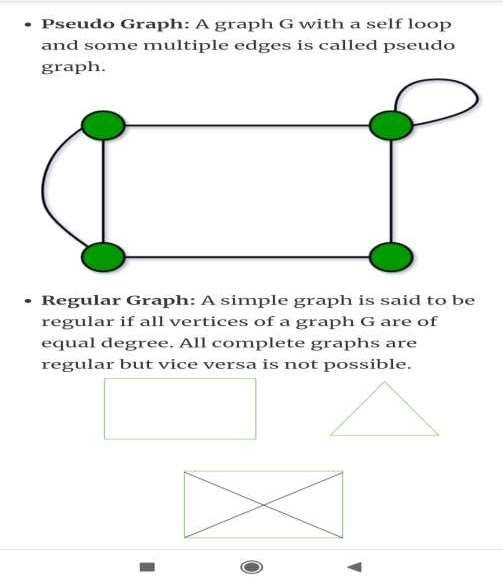 • Pseudo Graph: A graph G with a self loop
and some multiple edges is called pseudo
graph.
• Regular Graph: A simple graph is said to be
regular if all vertices of a graph G are of
equal degree. All complete graphs are
regular but vice versa is not possible.